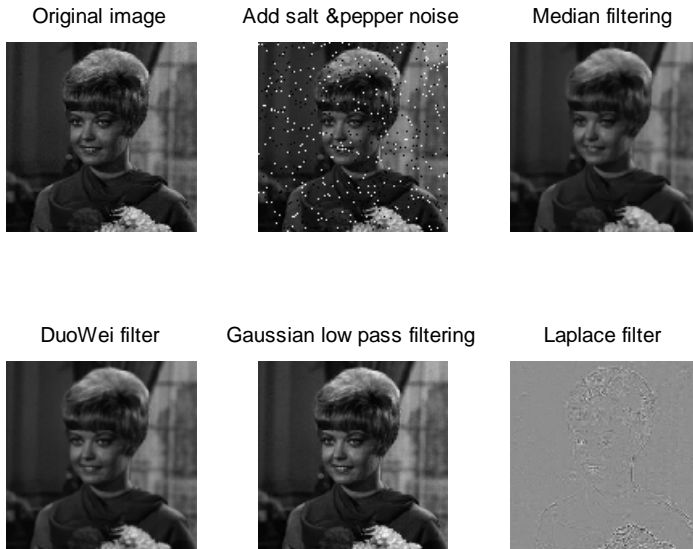 Original image
Add salt &pepper noise
Median filtering
DuoWei filter
Gaussian low pass filtering
Laplace filter